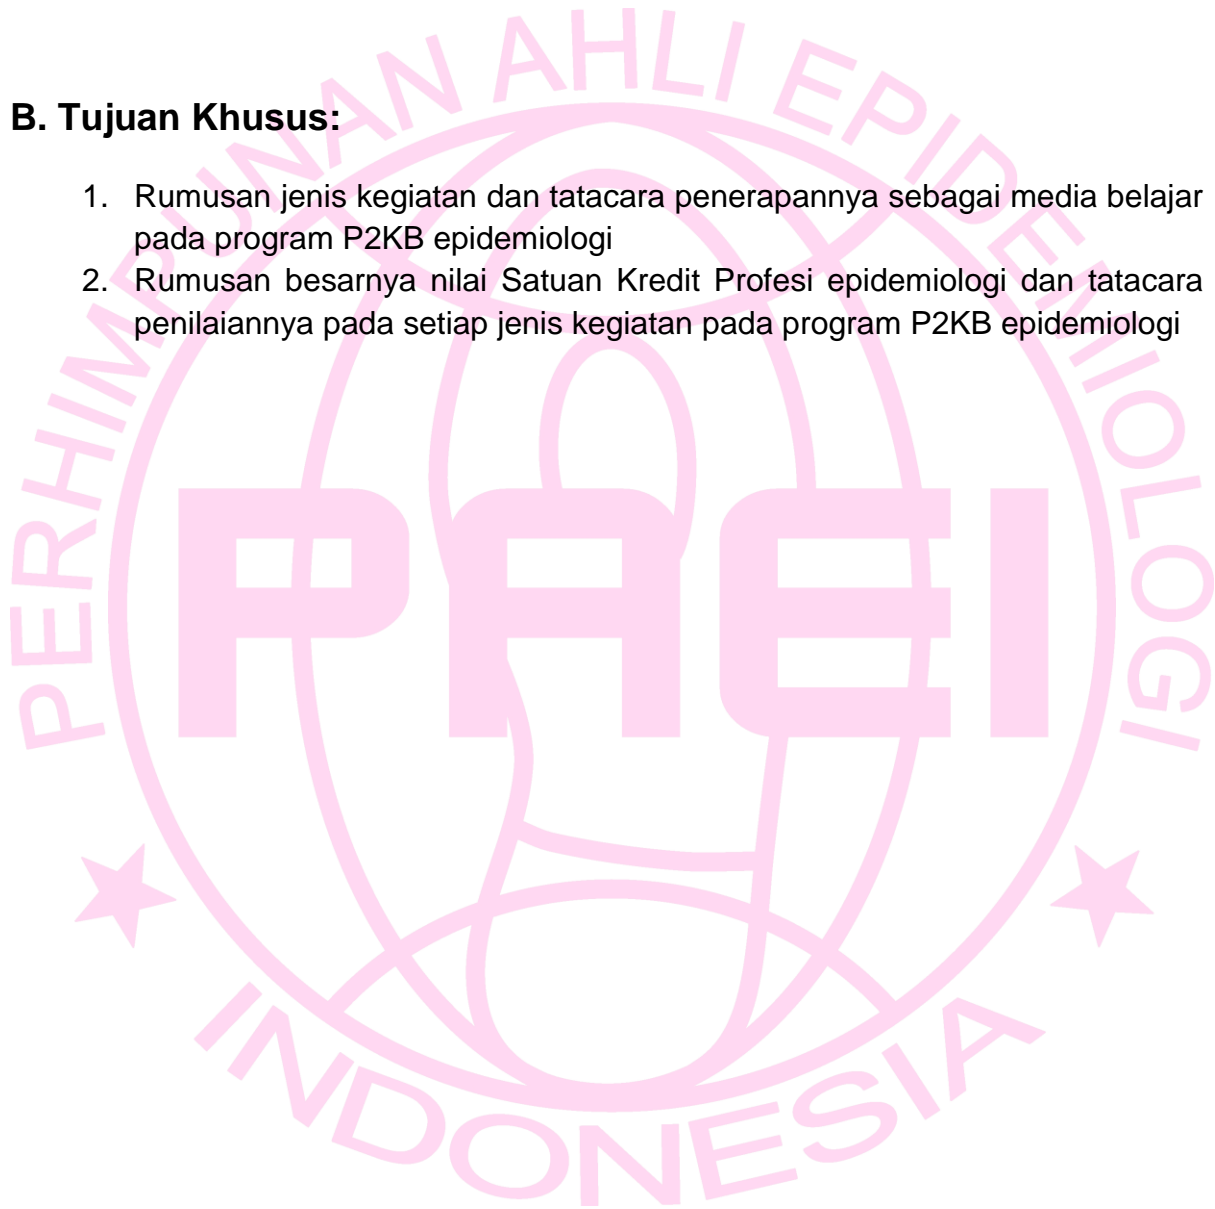 B. Tujuan Khusus:
1. Rumusan jenis kegiatan dan tatacara penerapannya sebagai media belajar
pada program P2KB epidemiologi
2. Rumusan besarnya nilai Satuan Kredit Profesi epidemiologi dan tatacara
penilaiannya pada setiap jenis kegiatan pada program P2KB epidemiologi
PERHIMPUNAN AHLI EPIDEMIOLOGI
PAEI
INDONESIA